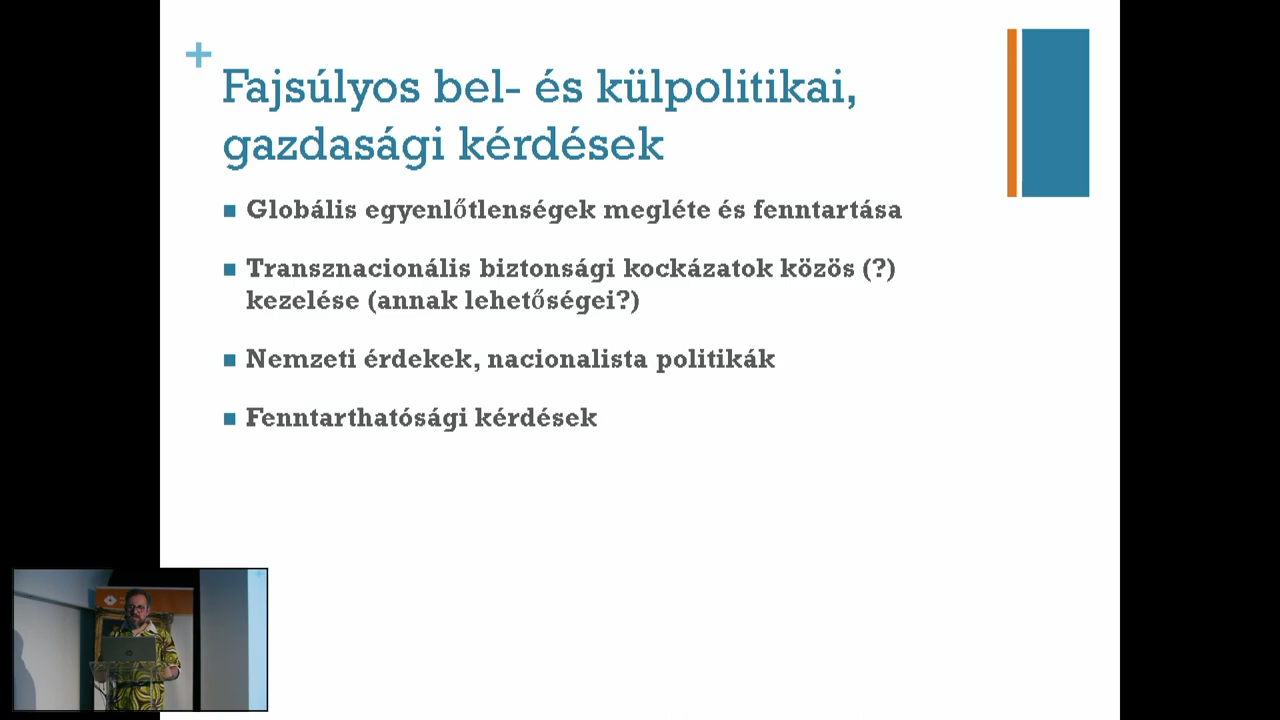 Fajsúlyos bel- és külpolitikai,
gazdasági kérdések
Globális egyenlőtlenségek megléte és fenntartása
Transznacionális biztonsági kockázatok közös (?)
kezelése (annak lehetőségei?)
Nemzeti érdekek, nacionalista politikák
Fenntarthatósági kérdések